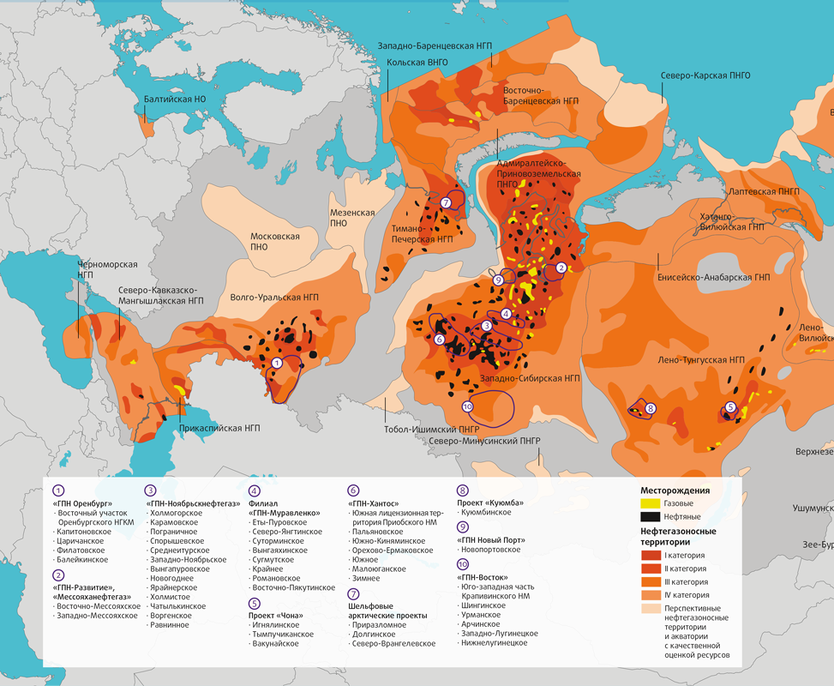 Западно-Баренцевская НГП
Кольская ВНГО
Восточно-
Баренцевская НГП
Северо-Карская ПНГО
Балтийская НО
Адмиралтейско-
Приновоземельская
ПНГО
Лаптевская ПНГП
Хатанго-
Вилюйская ГНП
Мезенская
ПНО
Московская
ПНО
Тимано-
Печерская НГП
Енисейско-Анабарская ГНП
Черноморская
НГП
Северо-Кавказско-
Мангышлакская НГП
Волго-Уральская НГП
Лено-
Вилюйск
Лено-Тунгусская НГП
Западно-Сибирская НГП
Прикаспийская НГП
Тобол-Ишимский ПНГР
Северо-Минусинский ПНГР
Верхнезе
Ушумунск
Зее-Бур
7
2
9
4
3
6
1
10
8
5
1
«ГПН Оренбург»
· Восточный участок
Оренбургского НГКМ
· Капитоновское
· Царичанское
· Филатовское
· Балейкинское
2
«ГПН-Развитие»,
«Мессояханефтегаз»
· Восточно-Мессояхское
· Западно-Мессояхское
3
«ГПН-Ноябрьскнефтегаз»
· Холмогорское
· Карамовское
· Пограничное
· Спорышевское
· Среднеитурское
· Западно-Ноябрьское
· Вынгапуровское
· Новогоднее
· Ярайнерское
· Холмистое
· Чатылькинское
· Воргенское
· Равнинное
4
Филиал
«ГПН-Муравленко»
· Еты-Пуровское
· Северо-Янгтинское
· Суторминское
· Вынгаяхинское
· Сугмутское
· Крайнее
· Романовское
· Восточно-Пякутинское
5
Проект «Чона»
· Игнялинское
· Тымпучиканское
· Вакунайское
6
«ГПН-Хантос»
· Южная лицензионная тер-
ритория Приобского НМ
· Пальяновское
· Южно-Киняминское
· Орехово-Ермаковское
· Южное
· Малоюганское
· Зимнее
7
Шельфовые
арктические проекты
· Приразломное
· Долгинское
· Северо-Врангелевское
8
Проект «Куюмба»
· Куюмбинское
9
«ГПН Новый Порт»
· Новопортовское
10
«ГПН-Восток»
· Юго-западная часть
Крапивинского НМ
· Шингинское
· Урманское
· Арчинское
· Западно-Лугинецкое
· Нижнелугинецкое
Месторождения
Газовые
Нефтяные
Нефтегазоносные
территории
I категория
II категория
III категория
IV категория
Перспективные
нефтегазоносные
территории
и акватории
с качественной
оценкой ресурсов